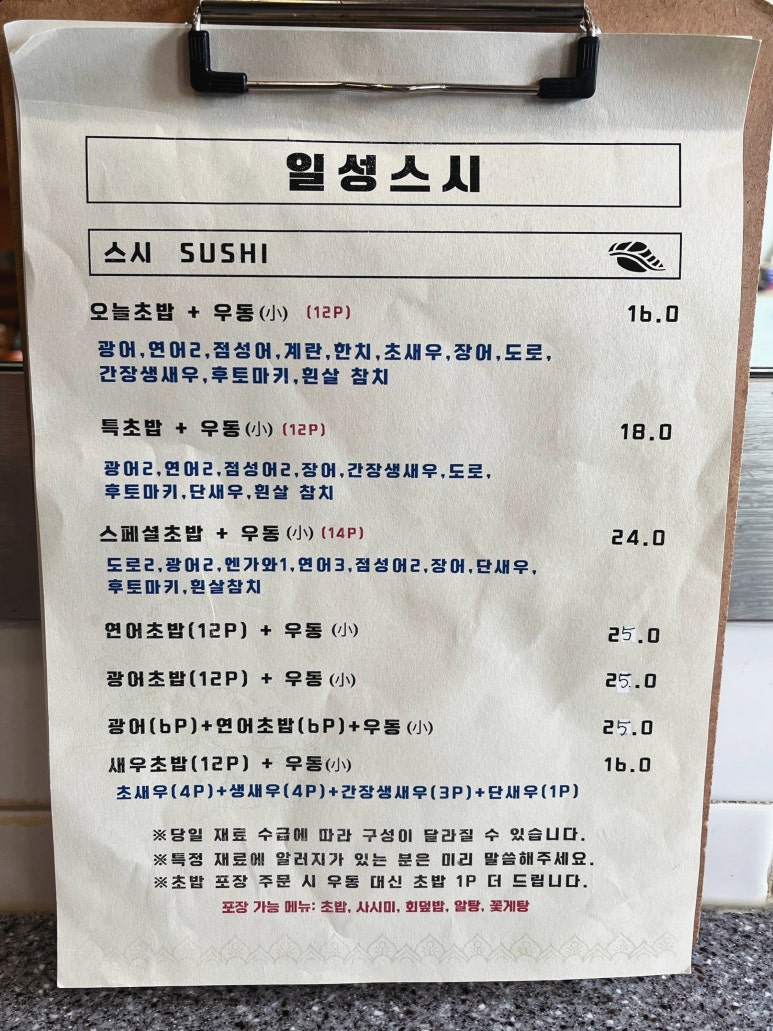 일성스시
스시 SUSHI
오늘초밥 + 우동(小) (12P) 16.0
광어,연어2,점성어,계란,한치,초새우,장어,도로,
간장생새우,후토마키,흰살 참치
특초밥 + 우동(小) (12P) 18.0
광어2,연어2,점성어2,장어,간장생새우,도로,
후토마키,단새우,흰살 참치
스페셜초밥 + 우동(小) (14P) 24.0
도로2,광어2,엔가와1,연어3,점성어2,장어,단새우,
후토마키,흰살참치
연어초밥(12P) + 우동 (小) 25.0
광어초밥(12P) + 우동 (小) 25.0
광어(6P)+연어초밥(6P)+우동(小) 25.0
새우초밥(12P) + 우동(小) 16.0
초새우(4P)+생새우(4P)+간장생새우(3P)+단새우(1P)
※당일 재료 수급에 따라 구성이 달라질 수 있습니다.
※특정 재료에 알러지가 있는 분은 미리 말씀해주세요.
※초밥 포장 주문 시 우동 대신 초밥 1P 더 드립니다.
포장 가능 메뉴: 초밥, 사시미, 회덮밥, 알탕, 꽃게탕